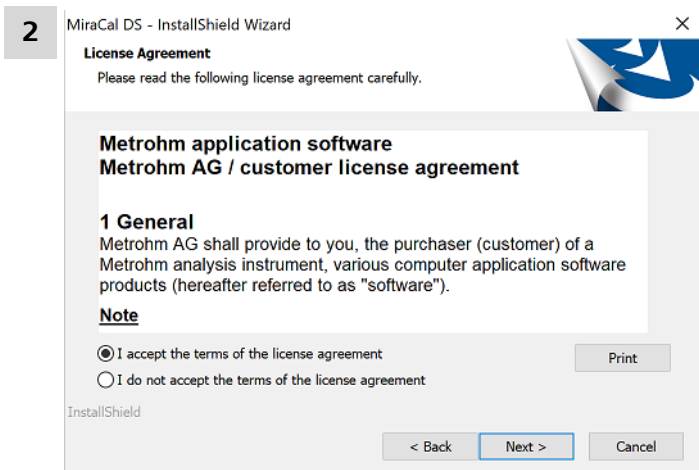 2
MiraCal DS - InstallShield Wizard
License Agreement
Please read the following license agreement carefully.
Metrohm application software
Metrohm AG / customer license agreement
1 General
Metrohm AG shall provide to you, the purchaser (customer) of a
Metrohm analysis instrument, various computer application software
products (hereafter referred to as "software").
Note
I accept the terms of the license agreement
Print
I do not accept the terms of the license agreement
InstallShield
< Back
Next >
Cancel